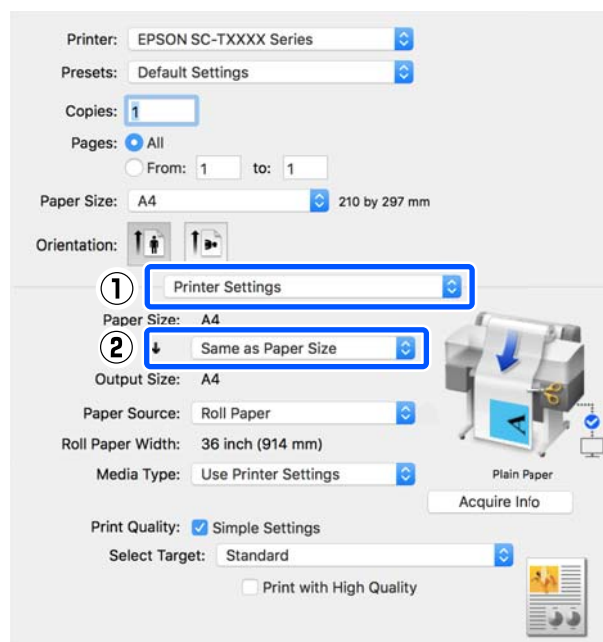 Printer: EPSON SC-TXXXX Series
Presets: Default Settings
Copies: 1
Pages: All
From: 1 to: 1
Paper Size: A4 210 by 297 mm
Orientation:
① Printer Settings
Paper Size: A4
② Same as Paper Size
Output Size: A4
Paper Source: Roll Paper
Roll Paper Width: 36 inch (914 mm)
Media Type: Use Printer Settings
A
Plain Paper
Acquire Info
Print Quality: Simple Settings
Select Target: Standard
Print with High Quality